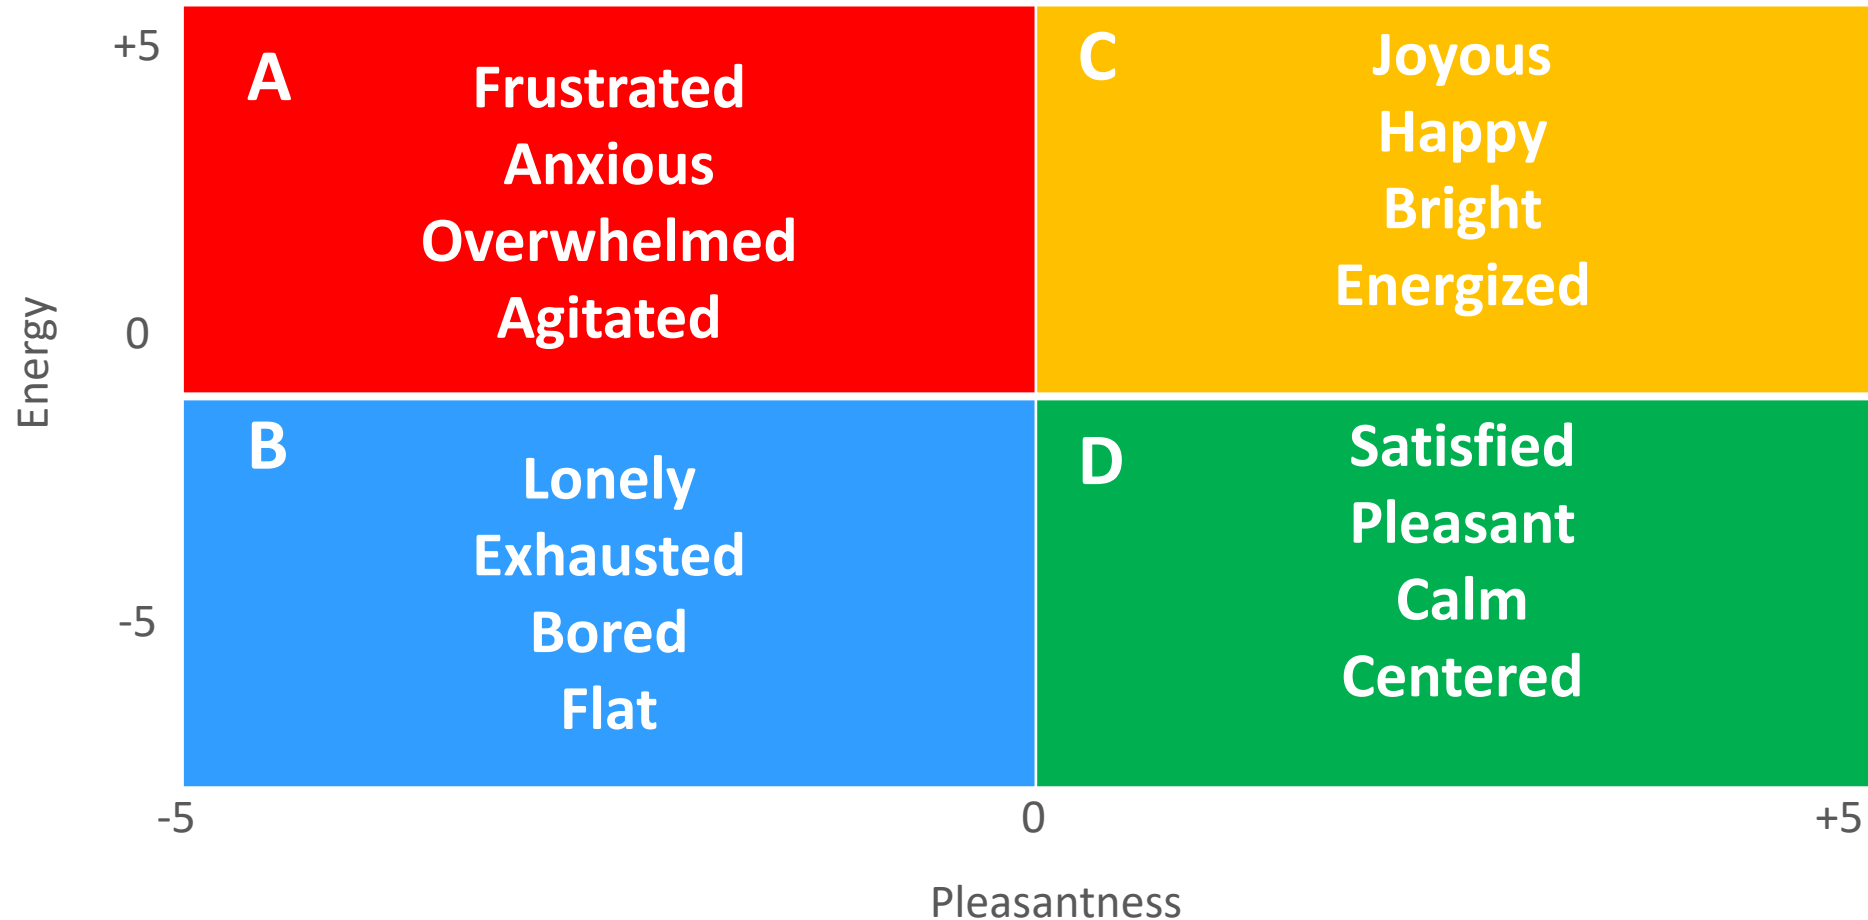 +5
A
Frustrated
Anxious
Overwhelmed
Agitated
C
Joyous
Happy
Bright
Energized
Energy
0
B
Lonely
Exhausted
Bored
Flat
D
Satisfied
Pleasant
Calm
Centered
-5
-5
0
+5
Pleasantness